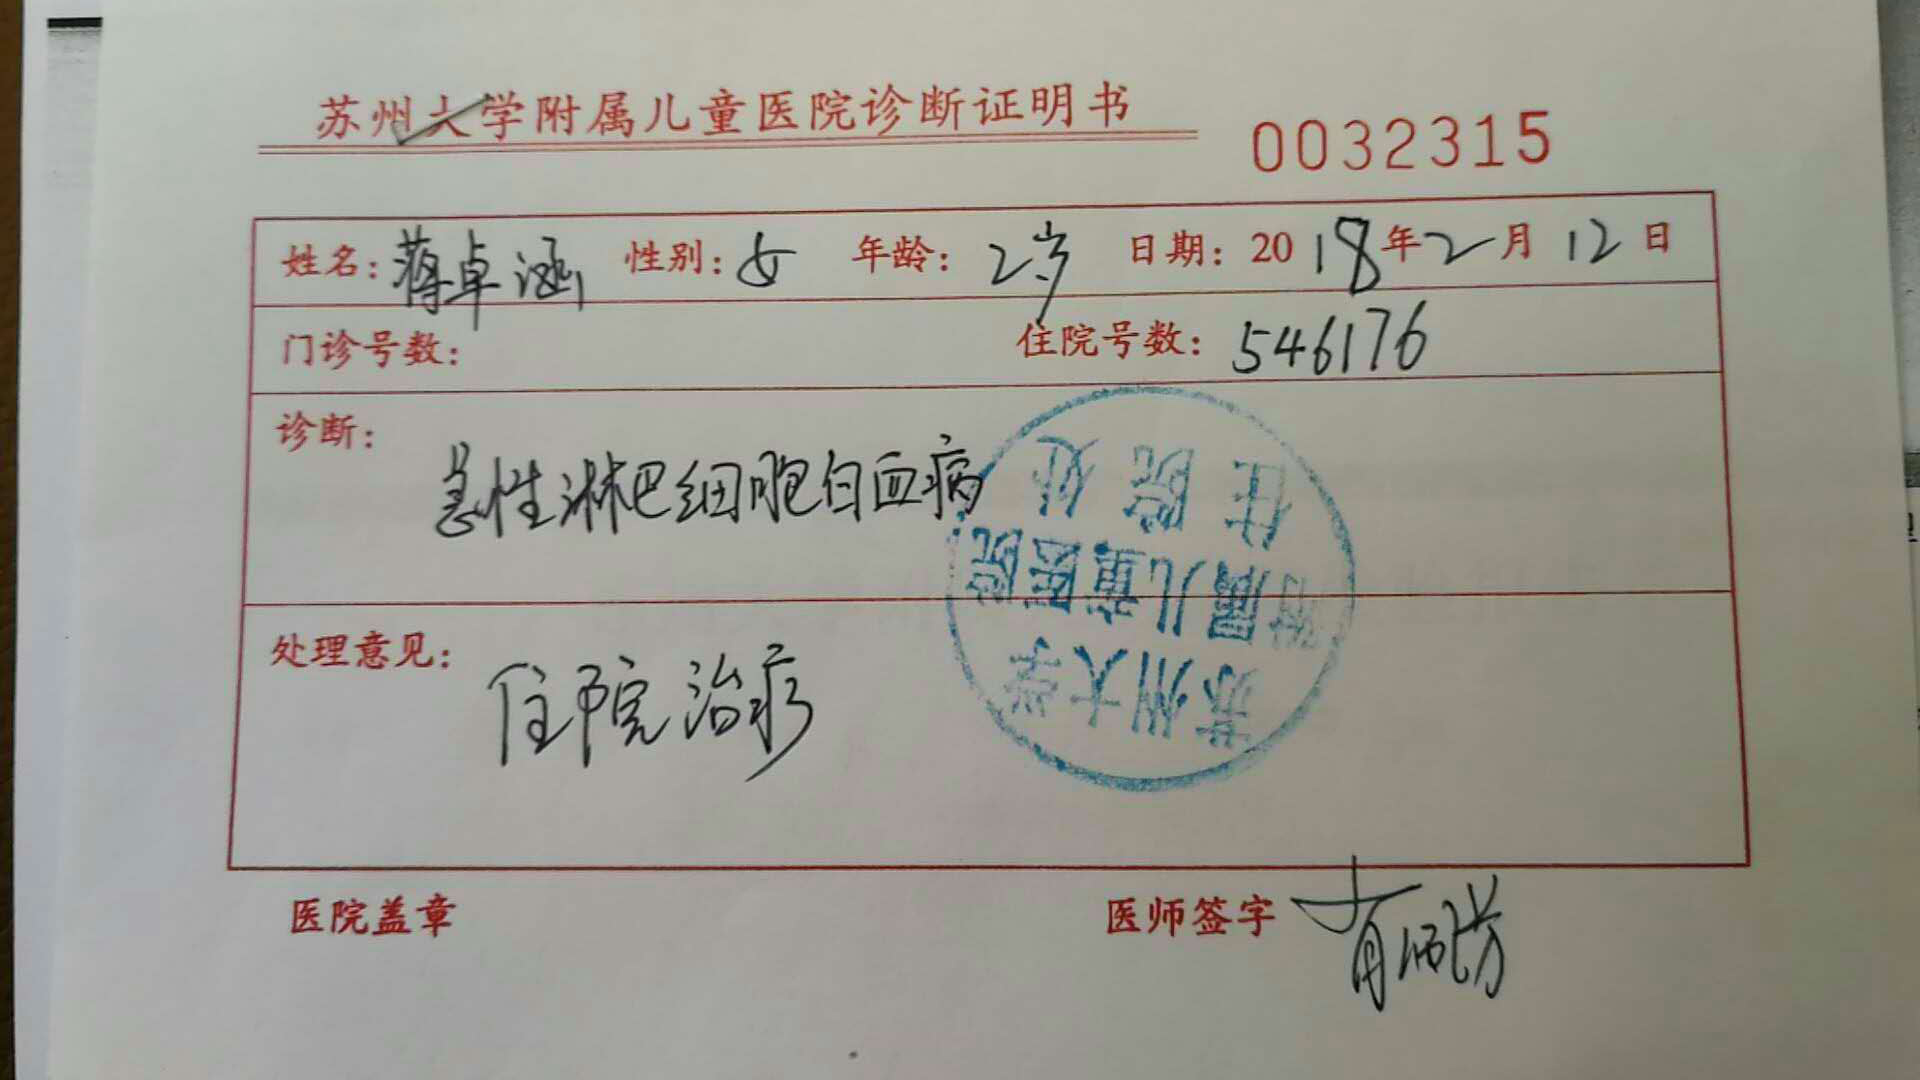 苏州大学附属儿童医院诊断证明书
0032315
姓名：蒋卓涵 性别：女 年龄：2岁 日期：2018年2月12日
门诊号数： 住院号数：546176
诊断：
急性淋巴细胞白血病
处理意见：
住院治疗
苏州大学
附属儿童医院
住院处
医院盖章 医师签字